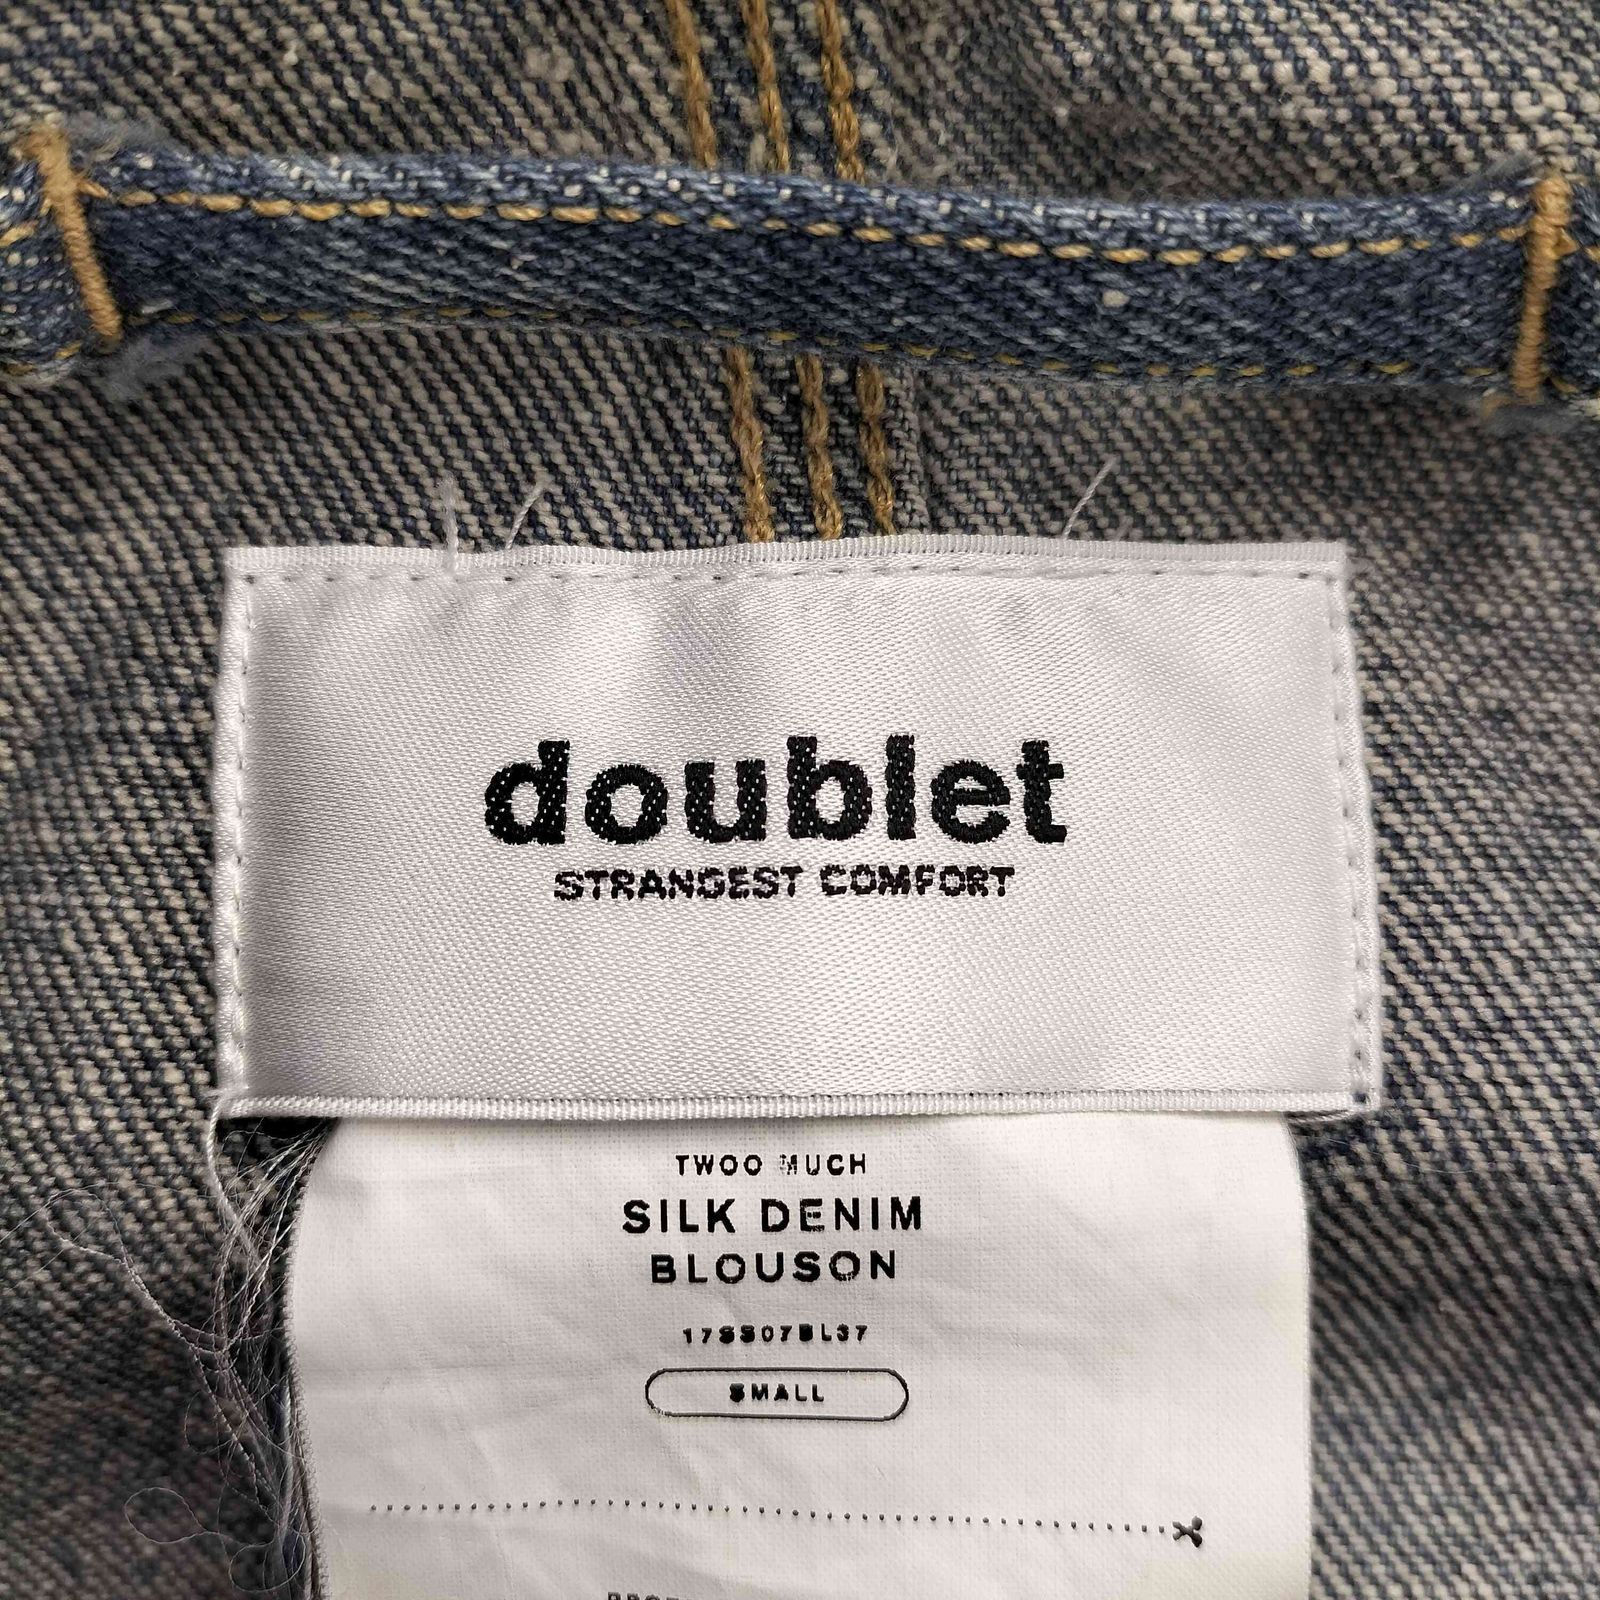 doublet
STRANGEST COMFORT
TWOO MUCH
SILK DENIM
BLOUSON
17SS07BL37
SMALL